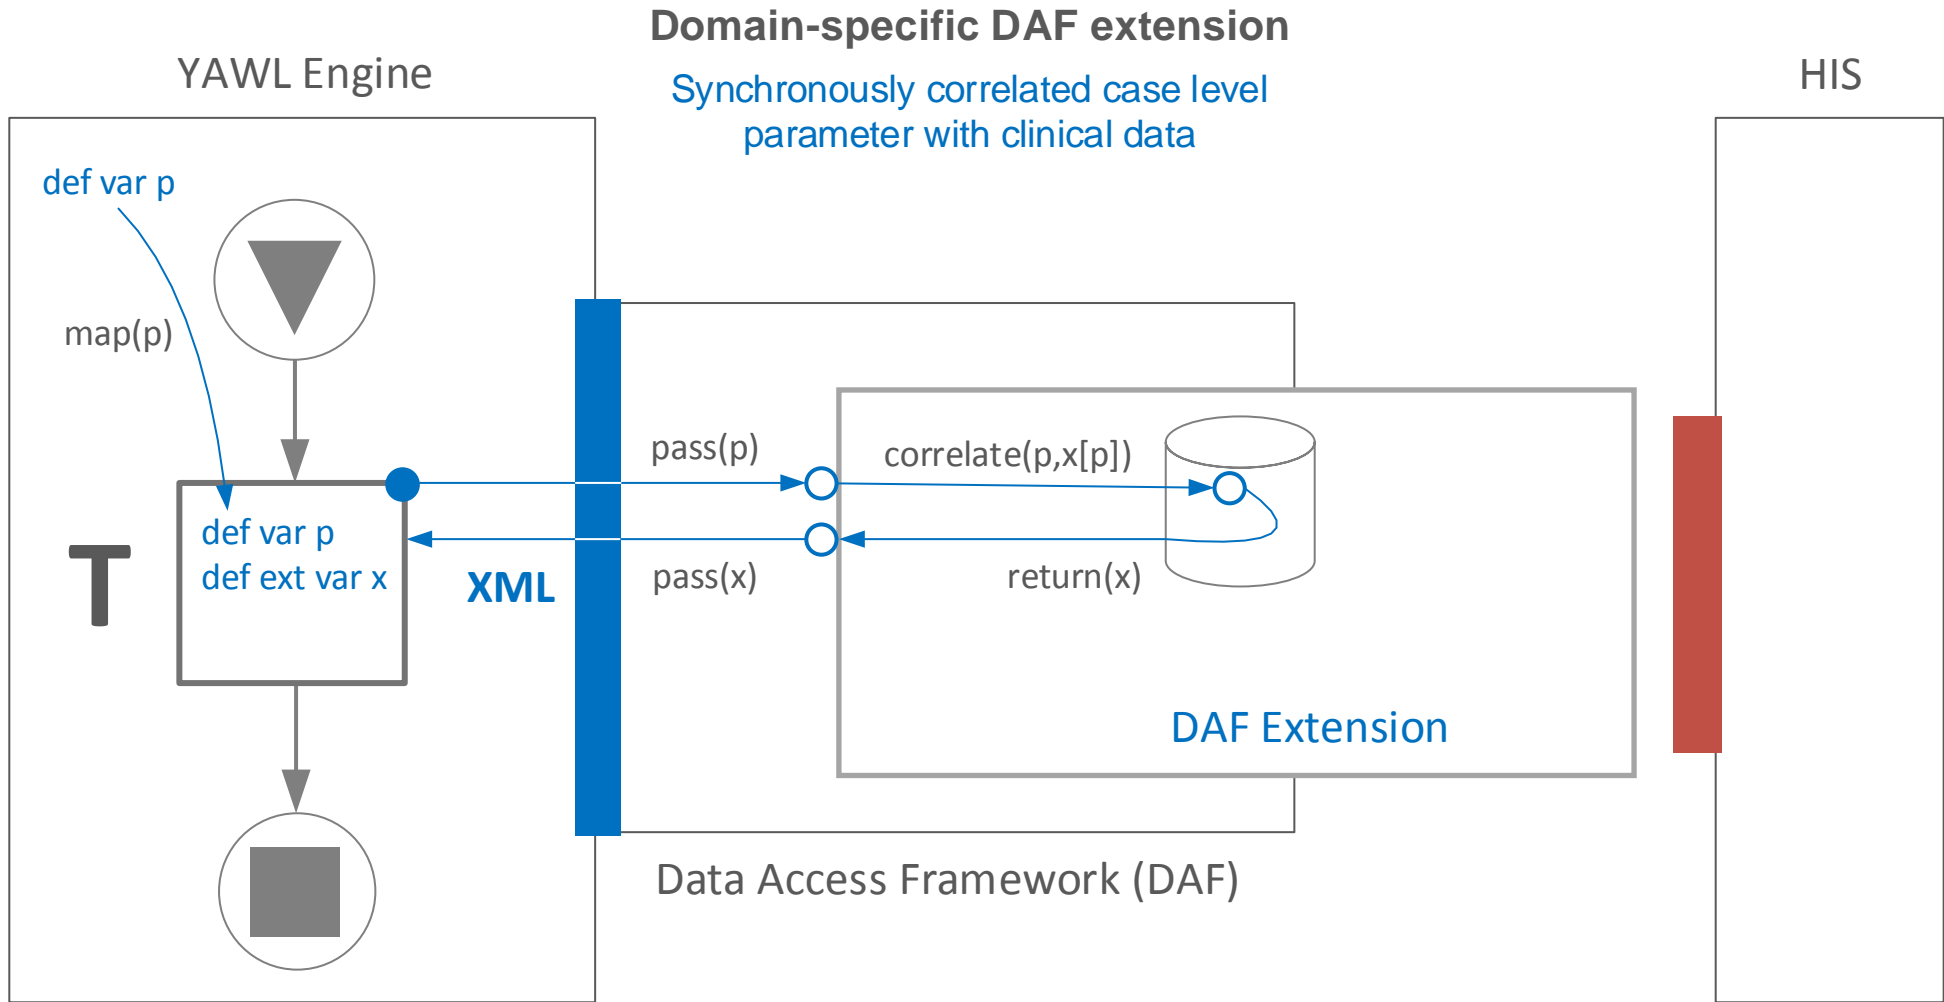 Domain-specific DAF extension
YAWL Engine
Synchronously correlated case level
parameter with clinical data
HIS
def var p
map(p)
pass(p)
correlate(p,x[p])
T
def var p
def ext var x
XML
pass(x)
return(x)
DAF Extension
Data Access Framework (DAF)